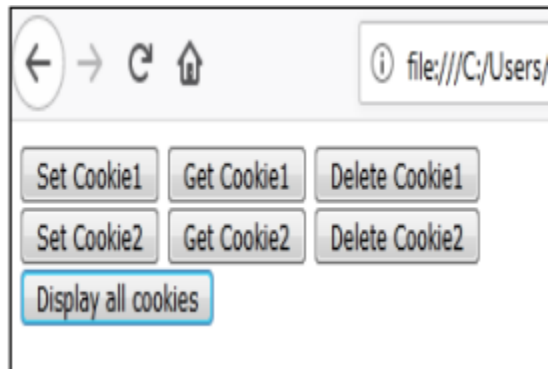 file:///C:/Users/
Set Cookie1 Get Cookie1 Delete Cookie1
Set Cookie2 Get Cookie2 Delete Cookie2
Display all cookies